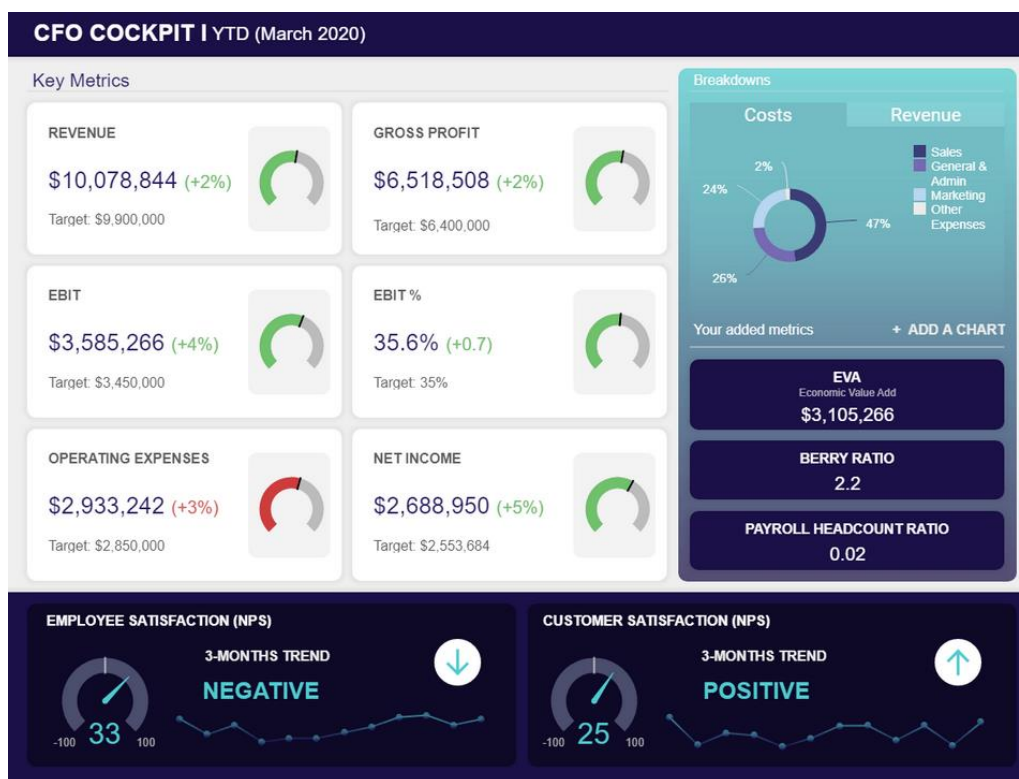 CFO COCKPIT I YTD (March 2020)
Key Metrics
REVENUE
$10,078,844 (+2%)
Target: $9,900,000
GROSS PROFIT
$6,518,508 (+2%)
Target: $6,400,000
EBIT
$3,585,266 (+4%)
Target: $3,450,000
EBIT %
35.6% (+0.7)
Target: 35%
OPERATING EXPENSES
$2,933,242 (+3%)
Target: $2,850,000
NET INCOME
$2,688,950 (+5%)
Target: $2,553,684
Breakdowns
Costs
Revenue
2%
24%
47%
26%
Sales
General &
Admin
Marketing
Other
Expenses
Your added metrics
+ ADD A CHART
EVA
Economic Value Add
$3,105,266
BERRY RATIO
2.2
PAYROLL HEADCOUNT RATIO
0.02
EMPLOYEE SATISFACTION (NPS)
3-MONTHS TREND
NEGATIVE
-100 33 100
CUSTOMER SATISFACTION (NPS)
3-MONTHS TREND
POSITIVE
-100 25 100